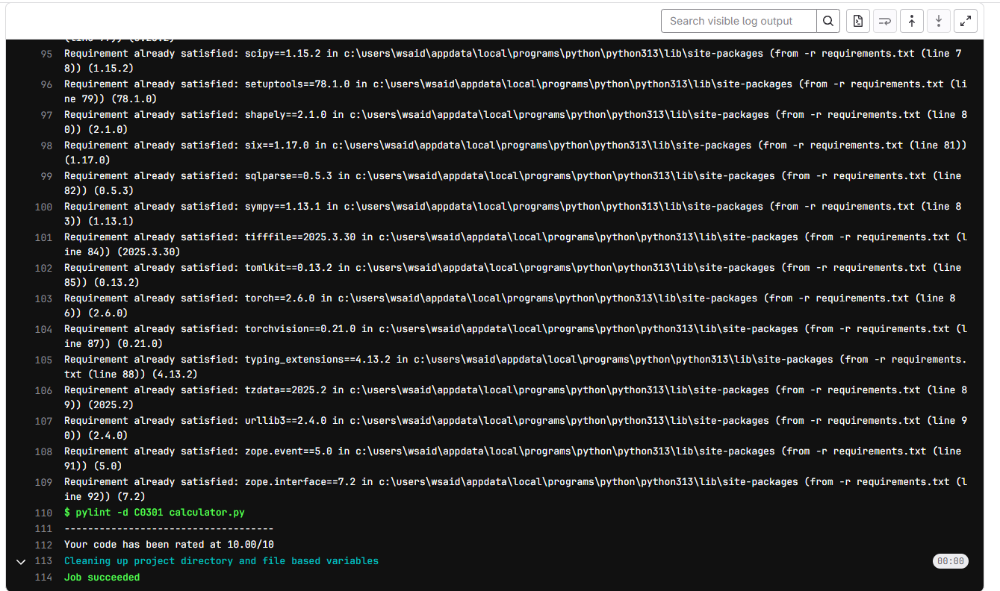 Search visible log output
95 Requirement already satisfied: scipy==1.15.2 in c:\users\wsaid\appdata\local\programs\python\python313\lib\site-packages (from -r requirements.txt (line 7
8)) (1.15.2)
96 Requirement already satisfied: setuptools==78.1.0 in c:\users\wsaid\appdata\local\programs\python\python313\lib\site-packages (from -r requirements.txt (li
ne 79)) (78.1.0)
97 Requirement already satisfied: shapely==2.1.0 in c:\users\wsaid\appdata\local\programs\python\python313\lib\site-packages (from -r requirements.txt (line 8
0)) (2.1.0)
98 Requirement already satisfied: six==1.17.0 in c:\users\wsaid\appdata\local\programs\python\python313\lib\site-packages (from -r requirements.txt (line 81))
(1.17.0)
99 Requirement already satisfied: sqlparse==0.5.3 in c:\users\wsaid\appdata\local\programs\python\python313\lib\site-packages (from -r requirements.txt (line
82)) (0.5.3)
100 Requirement already satisfied: sympy==1.13.1 in c:\users\wsaid\appdata\local\programs\python\python313\lib\site-packages (from -r requirements.txt (line 8
3)) (1.13.1)
101 Requirement already satisfied: tifffile==2025.3.30 in c:\users\wsaid\appdata\local\programs\python\python313\lib\site-packages (from -r requirements.txt (l
ine 84)) (2025.3.30)
102 Requirement already satisfied: tomlkit==0.13.2 in c:\users\wsaid\appdata\local\programs\python\python313\lib\site-packages (from -r requirements.txt (line
85)) (0.13.2)
103 Requirement already satisfied: torch==2.6.0 in c:\users\wsaid\appdata\local\programs\python\python313\lib\site-packages (from -r requirements.txt (line 8
6)) (2.6.0)
104 Requirement already satisfied: torchvision==0.21.0 in c:\users\wsaid\appdata\local\programs\python\python313\lib\site-packages (from -r requirements.txt (l
ine 87)) (0.21.0)
105 Requirement already satisfied: typing_extensions==4.13.2 in c:\users\wsaid\appdata\local\programs\python\python313\lib\site-packages (from -r requirements.
txt (line 88)) (4.13.2)
106 Requirement already satisfied: tzdata==2025.2 in c:\users\wsaid\appdata\local\programs\python\python313\lib\site-packages (from -r requirements.txt (line 8
9)) (2025.2)
107 Requirement already satisfied: urllib3==2.4.0 in c:\users\wsaid\appdata\local\programs\python\python313\lib\site-packages (from -r requirements.txt (line 9
0)) (2.4.0)
108 Requirement already satisfied: zope.event==5.0 in c:\users\wsaid\appdata\local\programs\python\python313\lib\site-packages (from -r requirements.txt (line
91)) (5.0)
109 Requirement already satisfied: zope.interface==7.2 in c:\users\wsaid\appdata\local\programs\python\python313\lib\site-packages (from -r requirements.txt (l
ine 92)) (7.2)
110 $ pylint -d C0301 calculator.py
111 ------------------------------------
112 Your code has been rated at 10.00/10
113 Cleaning up project directory and file based variables 00:00
114 Job succeeded